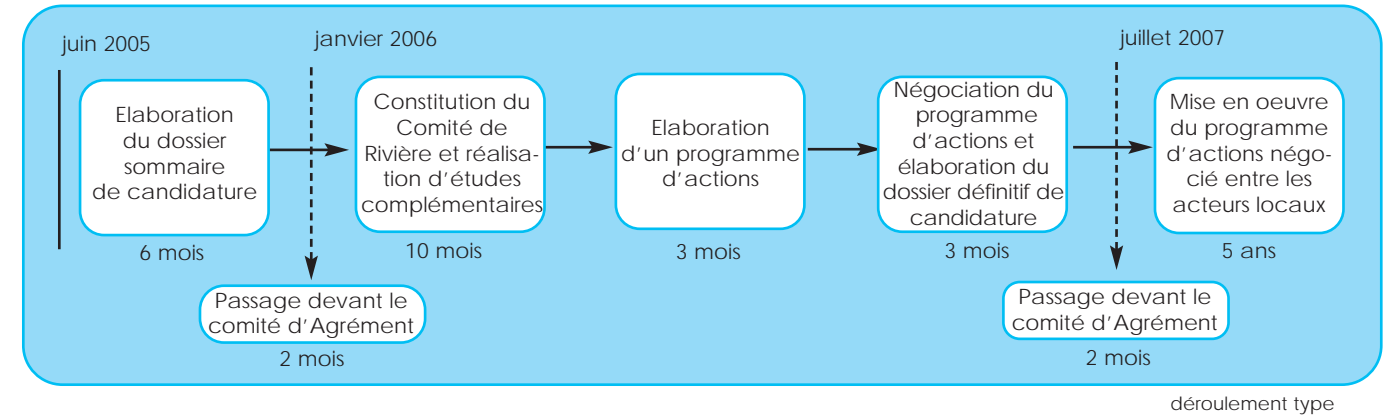 juin 2005
janvier 2006
juillet 2007
Elaboration
du dossier
sommaire
de candidature
6 mois
Constitution du
Comité de
Rivière et réalisa-
tion d'études
complémentaires
10 mois
Elaboration
d'un programme
d'actions
3 mois
Négociation du
programme
d'actions et
élaboration du
dossier définitif de
candidature
3 mois
Mise en oeuvre
du programme
d'actions négo-
cié entre les
acteurs locaux
5 ans
Passage devant le
comité d'Agrément
2 mois
Passage devant le
comité d'Agrément
2 mois
déroulement type